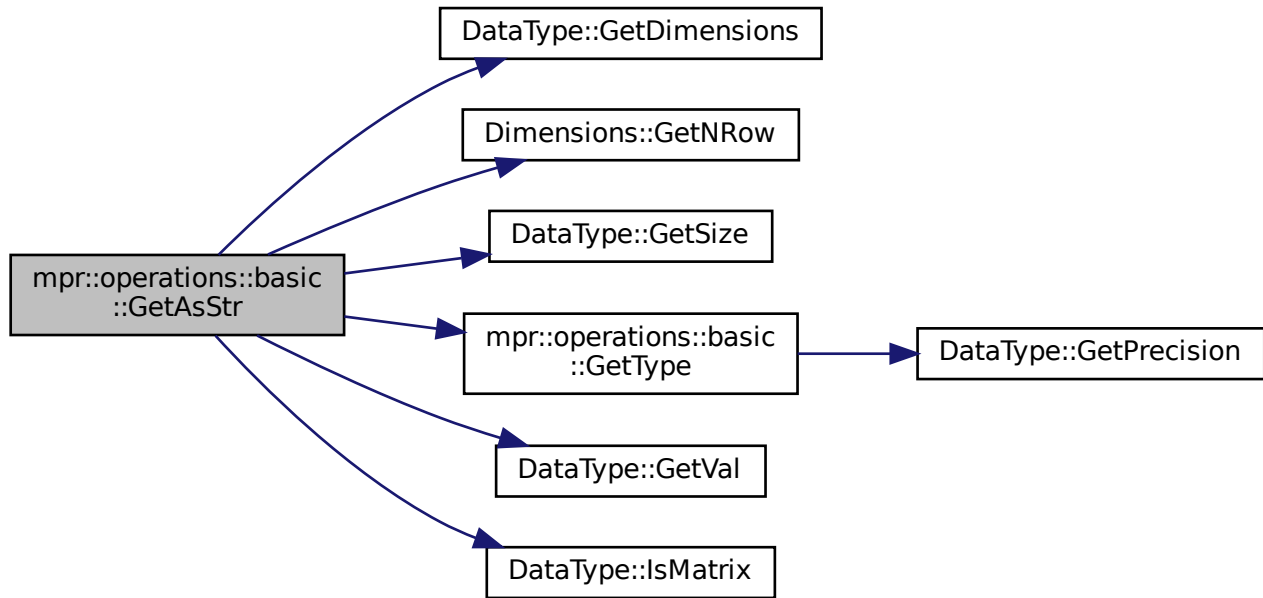 DataType::GetDimensions
Dimensions::GetNRow
DataType::GetSize
mpr::operations::basic
::GetAsStr
mpr::operations::basic
::GetType
DataType::GetPrecision
DataType::GetVal
DataType::IsMatrix